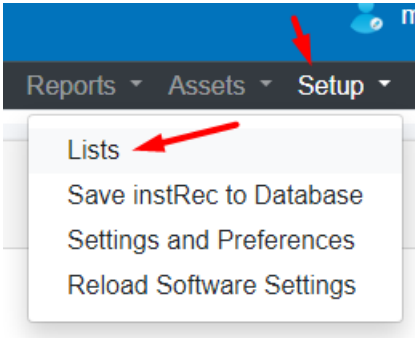 m
Reports Assets Setup
Lists
Save instRec to Database
Settings and Preferences
Reload Software Settings